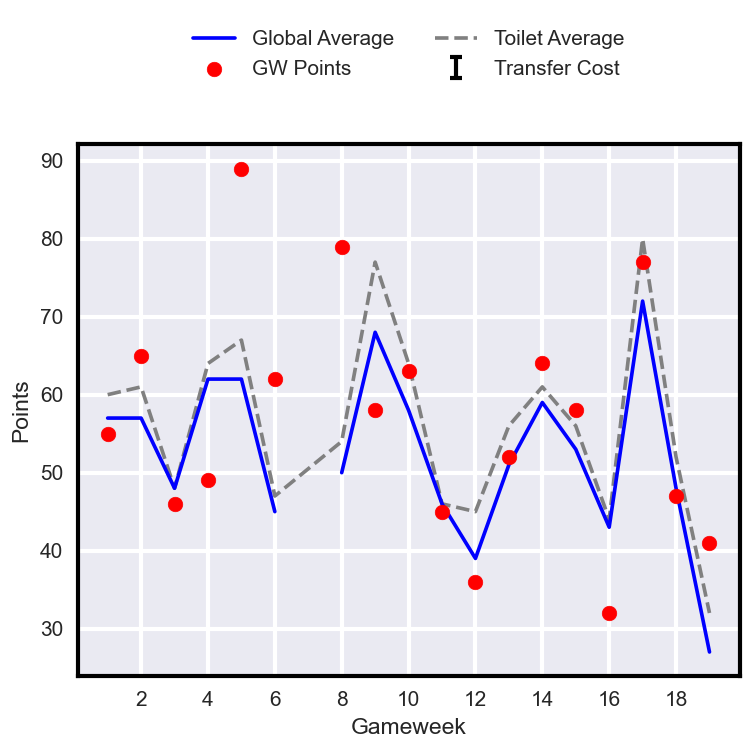 Global Average
Toilet Average
GW Points
Transfer Cost
90
80
70
60
50
40
30
Points
2 4 6 8 10 12 14 16 18
Gameweek